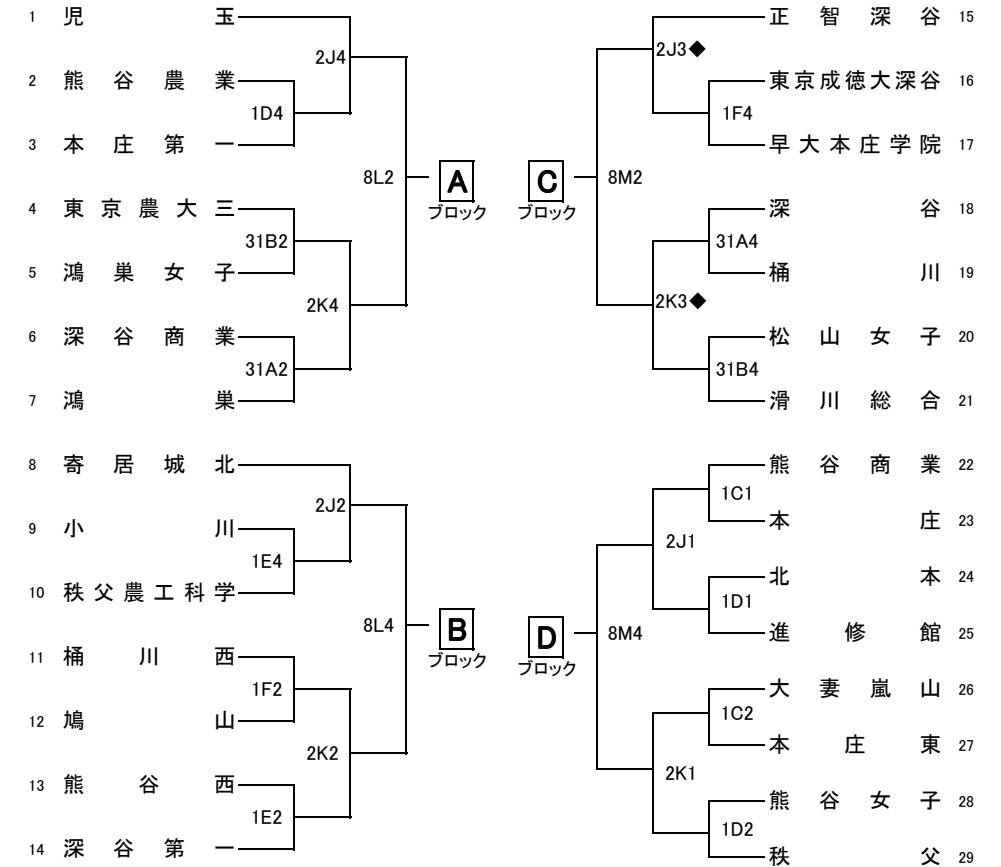 1 児玉
2J4
2 熊谷農業
1D4
3 本庄第一
8L2
A
ブロック
4 東京農大三
31B2
5 鴻巣女子
2K4
6 深谷商業
31A2
7 鴻巣
8 寄居城北
2J2
9 小川
1E4
10 秩父農工科学
8L4
B
ブロック
11 桶川西
1F2
12 鳩山
2K2
13 熊谷西
1E2
14 深谷第一
正智深谷 15
2J3◆
東京成徳大深谷 16
1F4
早大本庄学院 17
C
ブロック
8M2
深谷 18
31A4
桶川 19
2K3◆
松山女子 20
31B4
滑川総合 21
熊谷商業 22
1C1
本庄 23
2J1
北本 24
1D1
進修館 25
D
ブロック
8M4
大妻嵐山 26
1C2
本庄東 27
2K1
熊谷女子 28
1D2
秩父 29